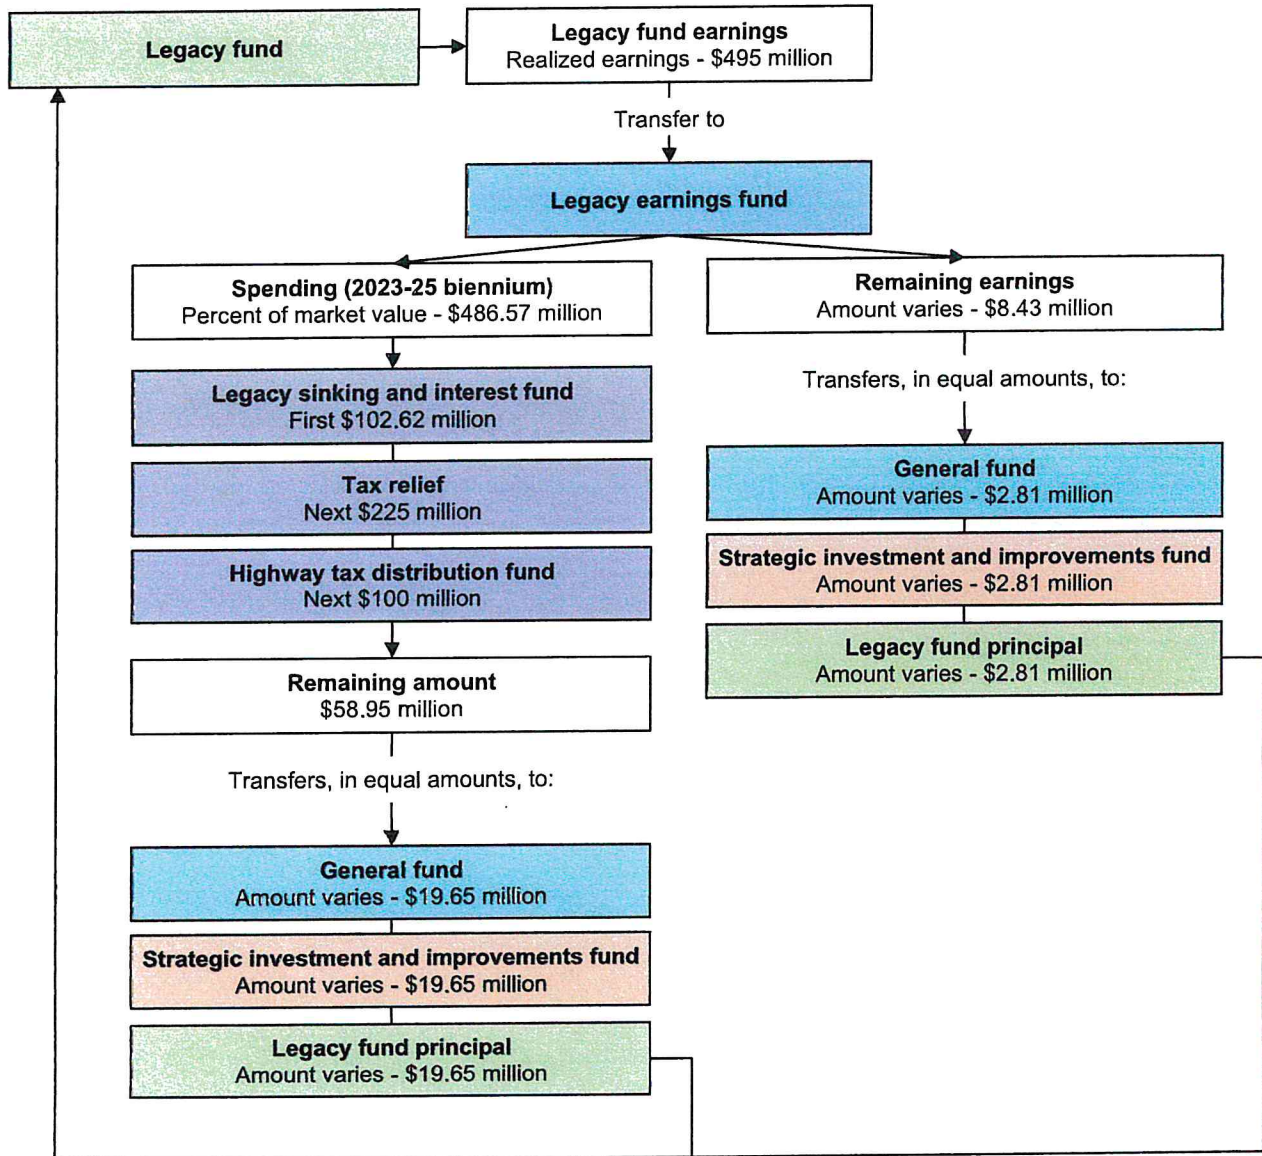 Legacy fund
Legacy fund earnings
Realized earnings - $495 million
Transfer to
Legacy earnings fund
Spending (2023-25 biennium)
Percent of market value - $486.57 million
Legacy sinking and interest fund
First $102.62 million
Tax relief
Next $225 million
Highway tax distribution fund
Next $100 million
Remaining amount
$58.95 million
Transfers, in equal amounts, to:
General fund
Amount varies - $19.65 million
Strategic investment and improvements fund
Amount varies - $19.65 million
Legacy fund principal
Amount varies - $19.65 million
Remaining earnings
Amount varies - $8.43 million
Transfers, in equal amounts, to:
General fund
Amount varies - $2.81 million
Strategic investment and improvements fund
Amount varies - $2.81 million
Legacy fund principal
Amount varies - $2.81 million